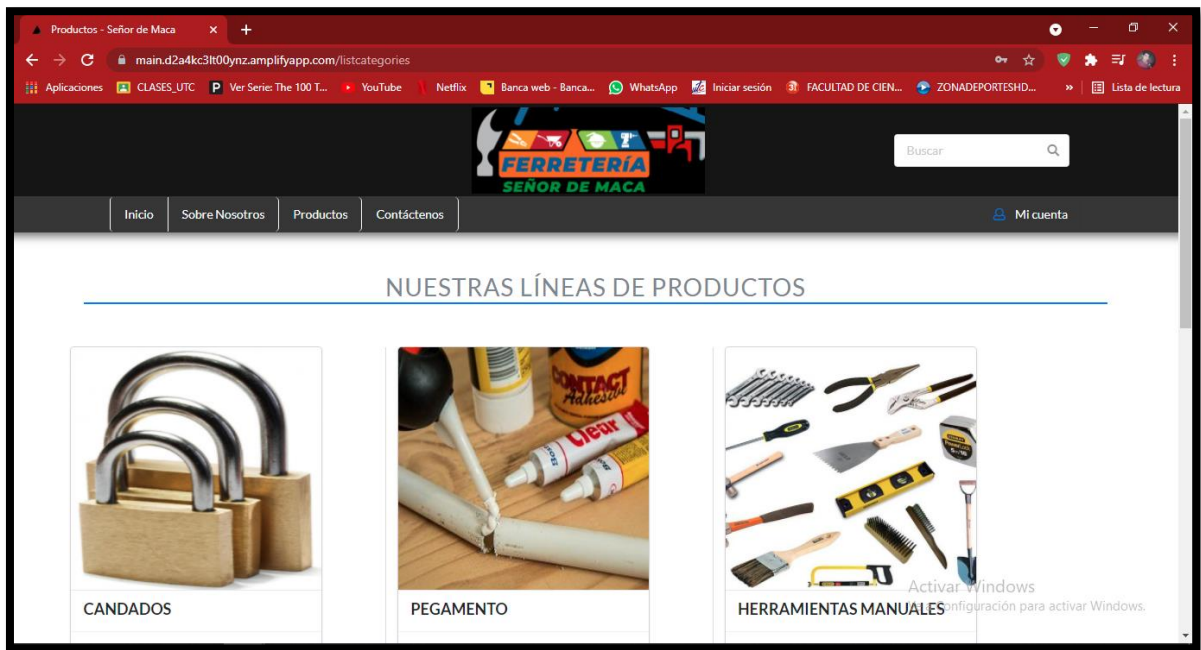 Productos - Señor de Maca
main.d2a4kc3lt00ynz.amplifyapp.com/listcategories
Aplicaciones CLASES_UTC Ver Serie: The 100 T... YouTube Netflix Banca web - Banca... WhatsApp Iniciar sesión FACULTAD DE CIEN... ZONADEPORTESHD... » Lista de lectura
FERRETERÍA
SEÑOR DE MACA
Buscar
Inicio Sobre Nosotros Productos Contáctenos Mi cuenta
NUESTRAS LÍNEAS DE PRODUCTOS
CONTACT
Adhesive
Clear
CANDADOS PEGAMENTO HERRAMIENTAS MANUALES
Activar Windows
Configuración para activar Windows.